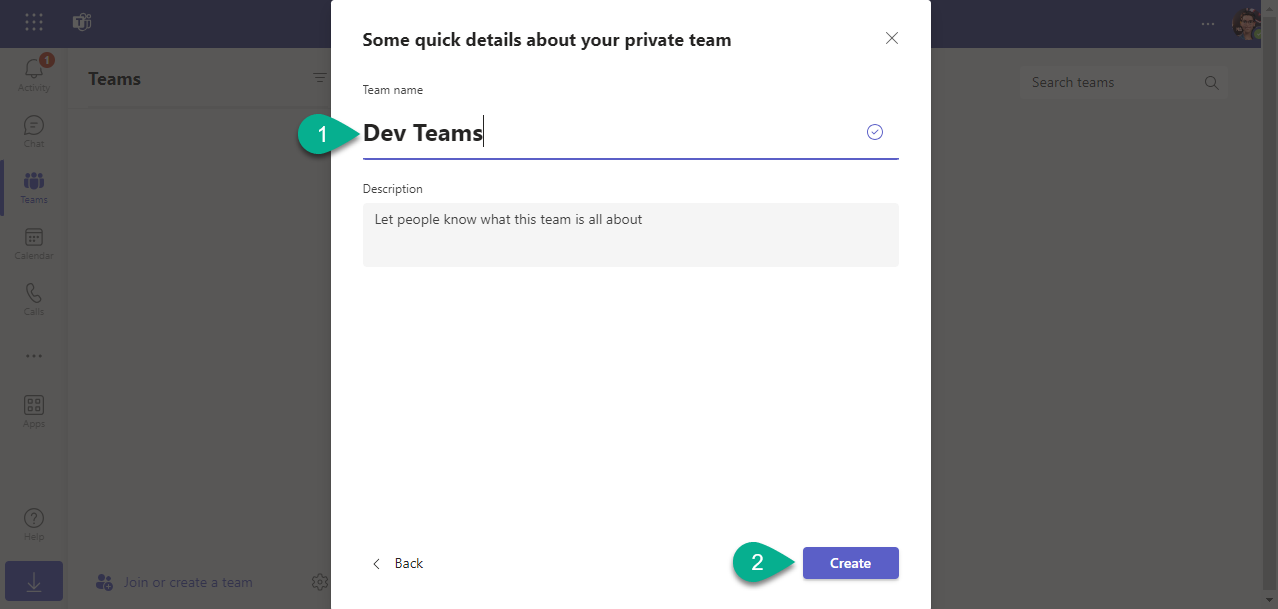 Some quick details about your private team
1
Activity
Teams
Search teams
Team name
Chat
1
Dev Teams
Teams
Description
Let people know what this team is all about
Calendar
Calls
Apps
Help
Back
2
Create
Join or create a team